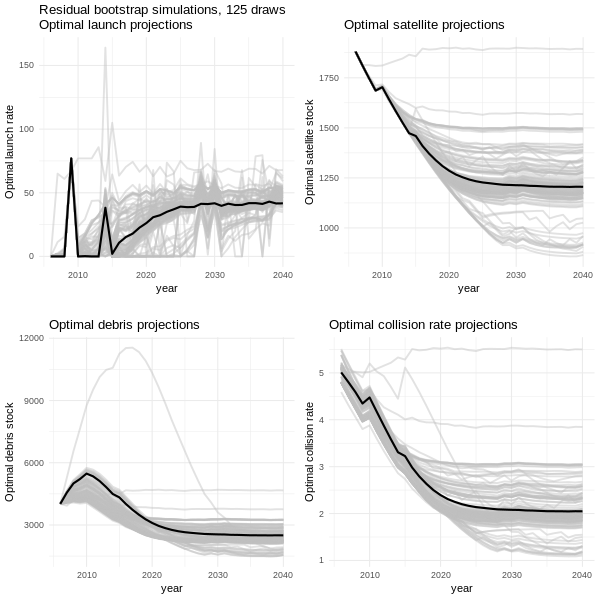 Residual bootstrap simulations, 125 draws
Optimal launch projections
Optimal launch rate
150
100
50
0
2010
2020
2030
2040
year
Optimal satellite projections
Optimal satellite stock
1750
1500
1250
1000
2010
2020
2030
2040
year
Optimal debris projections
Optimal debris stock
12000
9000
6000
3000
2010
2020
2030
2040
year
Optimal collision rate projections
Optimal collision rate
5
4
3
2
1
2010
2020
2030
2040
year